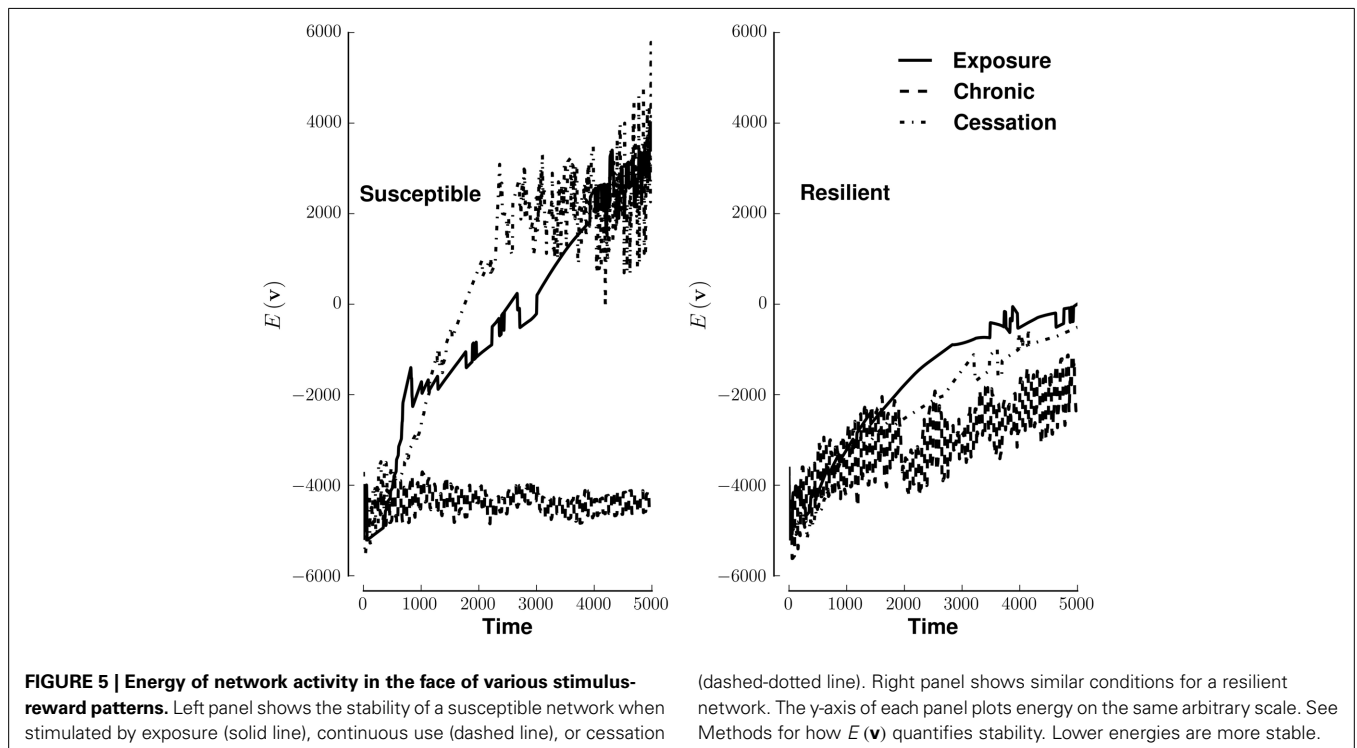 6000
4000
2000
0
−2000
−4000
−6000
E (v)
Susceptible
0 1000 2000 3000 4000 5000
Time
6000
4000
2000
0
−2000
−4000
−6000
E (v)
Exposure
Chronic
Cessation
Resilient
0 1000 2000 3000 4000 5000
Time
FIGURE 5 | Energy of network activity in the face of various stimulus-
reward patterns. Left panel shows the stability of a susceptible network when
stimulated by exposure (solid line), continuous use (dashed line), or cessation
(dashed-dotted line). Right panel shows similar conditions for a resilient
network. The y-axis of each panel plots energy on the same arbitrary scale. See
Methods for how E (v) quantifies stability. Lower energies are more stable.